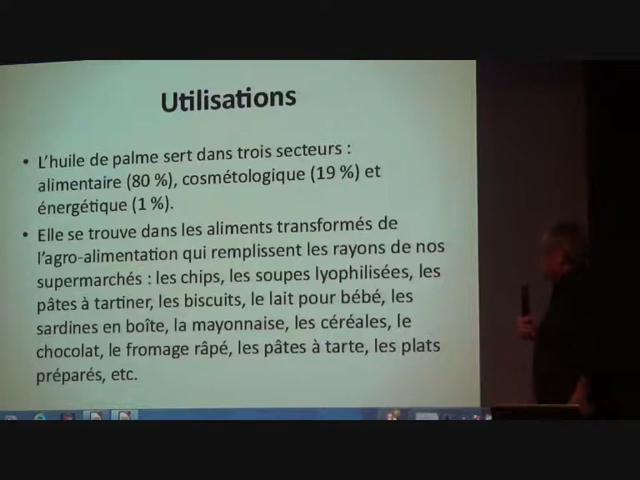 Utilisations
• L'huile de palme sert dans trois secteurs :
alimentaire (80 %), cosmétologique (19 %) et
énergétique (1 %).
• Elle se trouve dans les aliments transformés de
l'agro-alimentation qui remplissent les rayons de nos
supermarchés : les chips, les soupes lyophilisées, les
pâtes à tartiner, les biscuits, le lait pour bébé, les
sardines en boîte, la mayonnaise, les céréales, le
chocolat, le fromage râpé, les pâtes à tarte, les plats
préparés, etc.